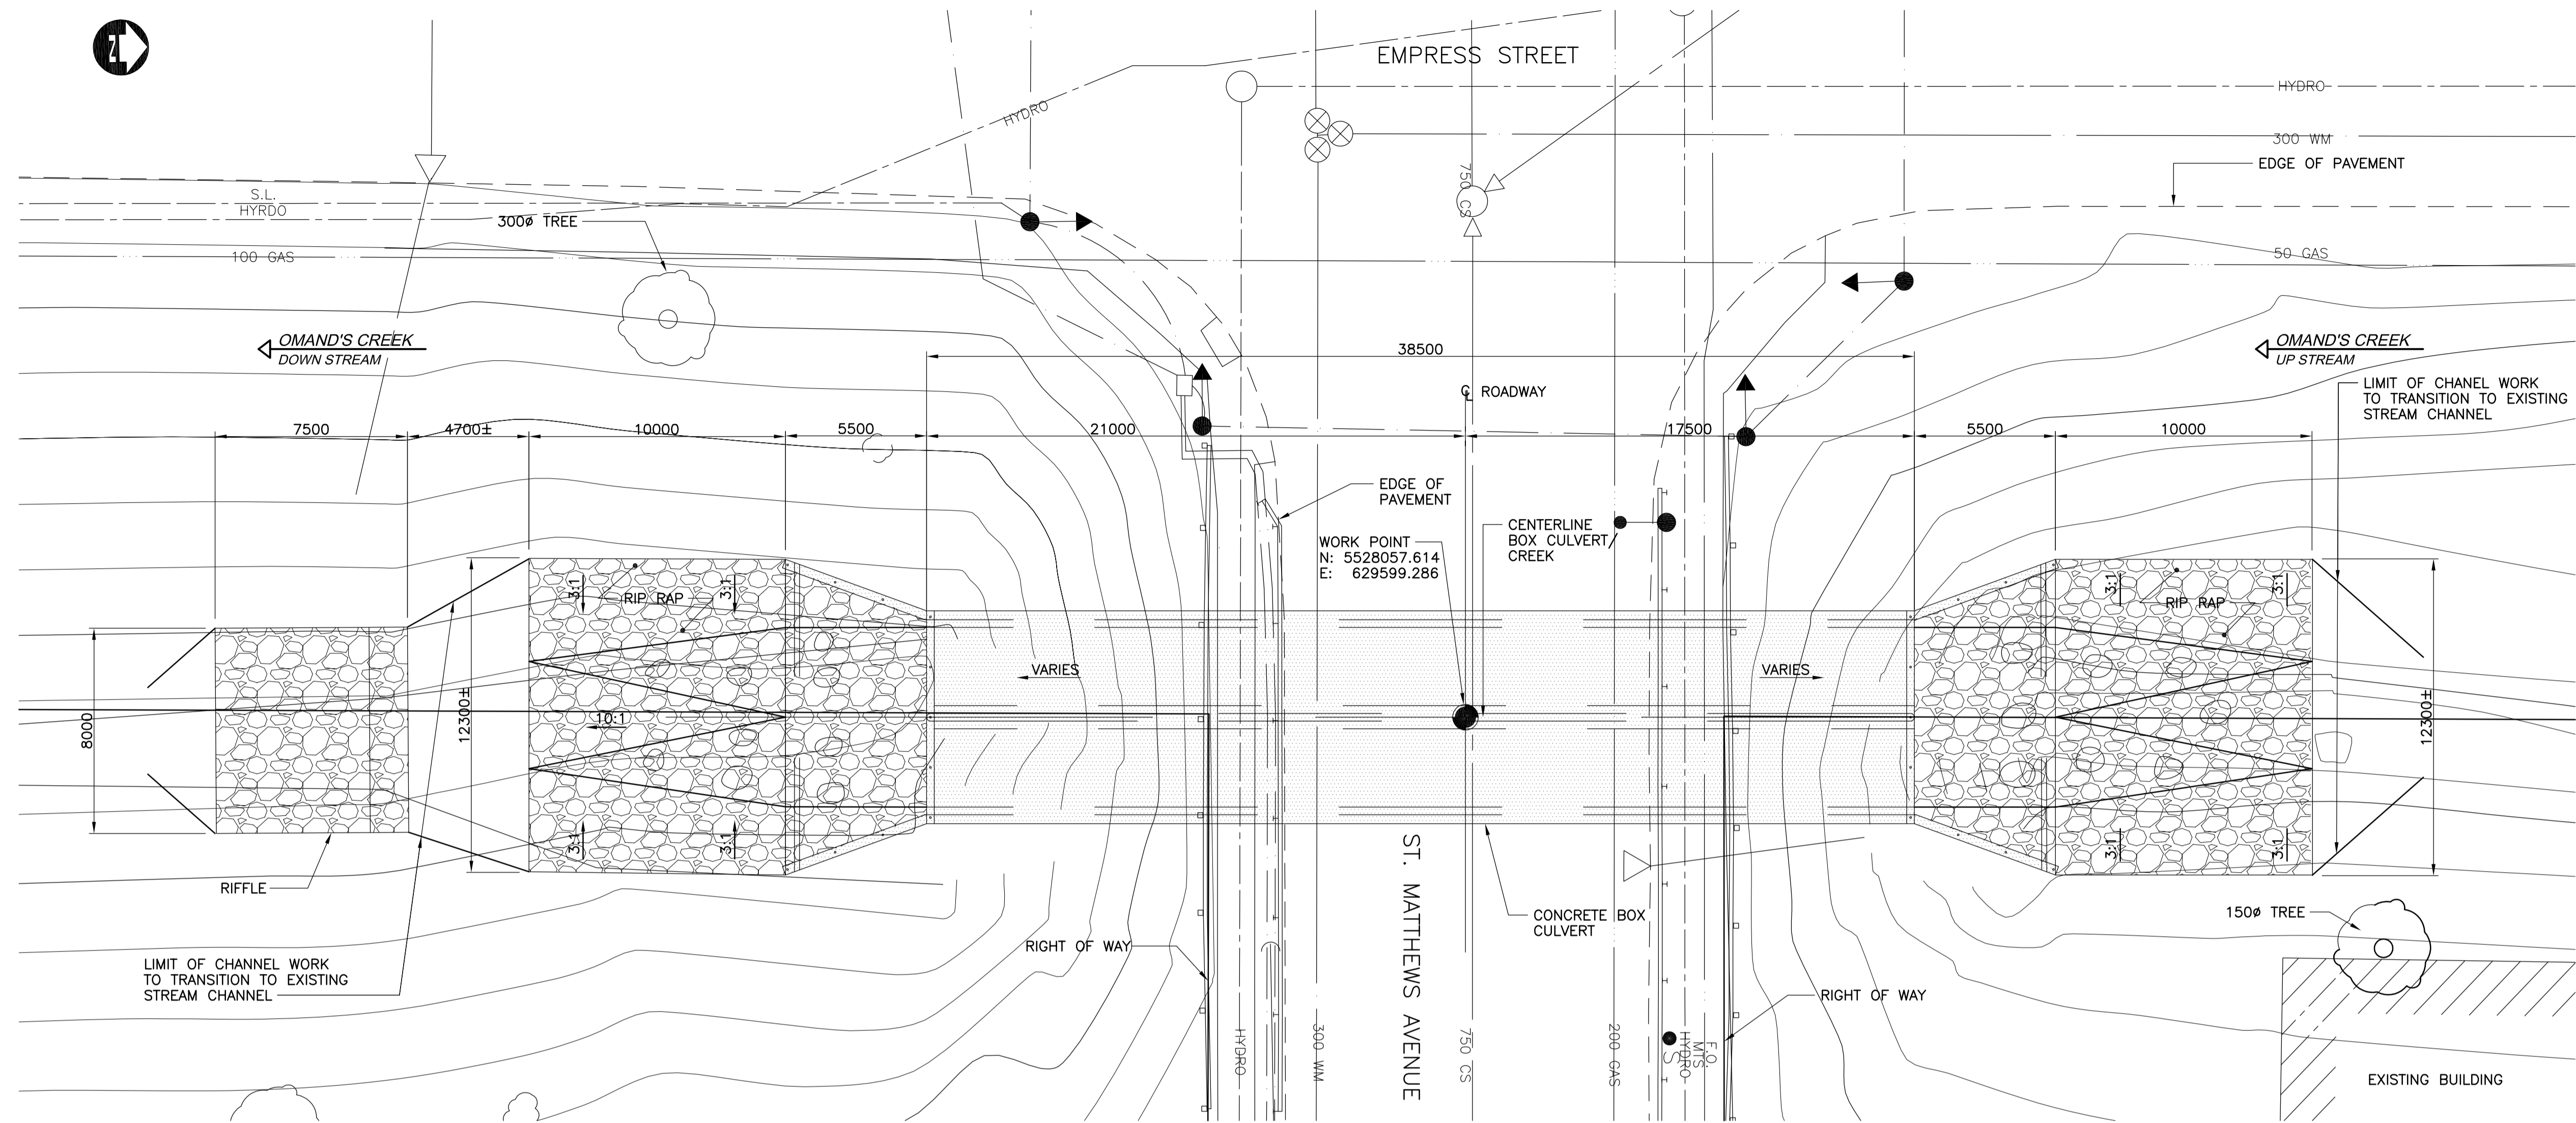 N
EMPRESS STREET
HYDRO
HYDRO
300 WM
EDGE OF PAVEMENT
750 CS
S.L.
HYRDO
300ø TREE
100 GAS
50 GAS
OMAND'S CREEK
DOWN STREAM
OMAND'S CREEK
UP STREAM
38500
℄ ROADWAY
LIMIT OF CHANEL WORK
TO TRANSITION TO EXISTING
STREAM CHANNEL
7500
4700±
10000
5500
21000
17500
5500
10000
EDGE OF
PAVEMENT
WORK POINT
N: 5528057.614
E: 629599.286
CENTERLINE
BOX CULVERT/
CREEK
3:1
3:1
RIP RAP
3:1
3:1
RIP RAP
VARIES
VARIES
8000
12300±
10:1
12300±
3:1
3:1
3:1
3:1
RIFFLE
ST. MATTHEWS AVENUE
CONCRETE BOX
CULVERT
150ø TREE
RIGHT OF WAY
LIMIT OF CHANNEL WORK
TO TRANSITION TO EXISTING
STREAM CHANNEL
RIGHT OF WAY
HYDRO
300 WM
750 CS
200 GAS
S
HYDRO
MTS
F.O.
EXISTING BUILDING